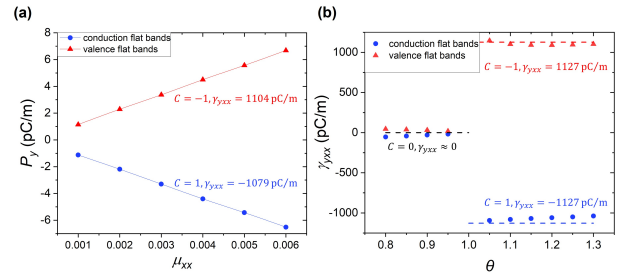 (a)
conduction flat bands
valence flat bands
8
6
4
2
0
-2
-4
-6
P_y (pC/m)
C = −1, γ_yxx = 1104 pC/m
C = 1, γ_yxx = −1079 pC/m
0.001 0.002 0.003 0.004 0.005 0.006
μ_xx
(b)
conduction flat bands
valence flat bands
1000
500
0
-500
-1000
γ_yxx (pC/m)
C = −1, γ_yxx = 1127 pC/m
C = 0, γ_yxx ≈ 0
C = 1, γ_yxx = −1127 pC/m
0.8 0.9 1.0 1.1 1.2 1.3
θ